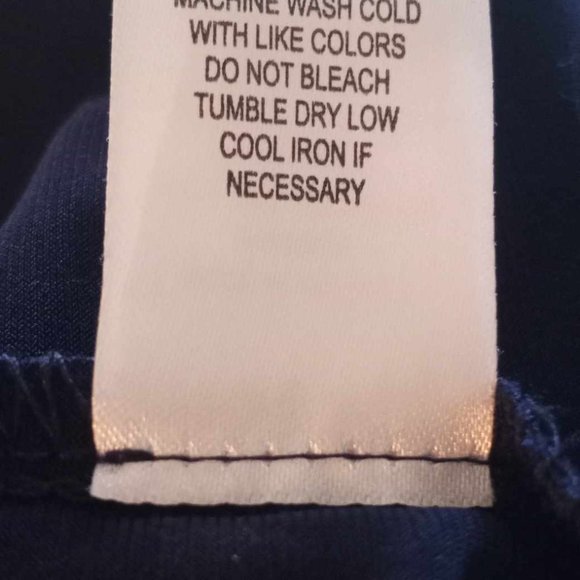 MACHINE WASH COLD
WITH LIKE COLORS
DO NOT BLEACH
TUMBLE DRY LOW
COOL IRON IF
NECESSARY